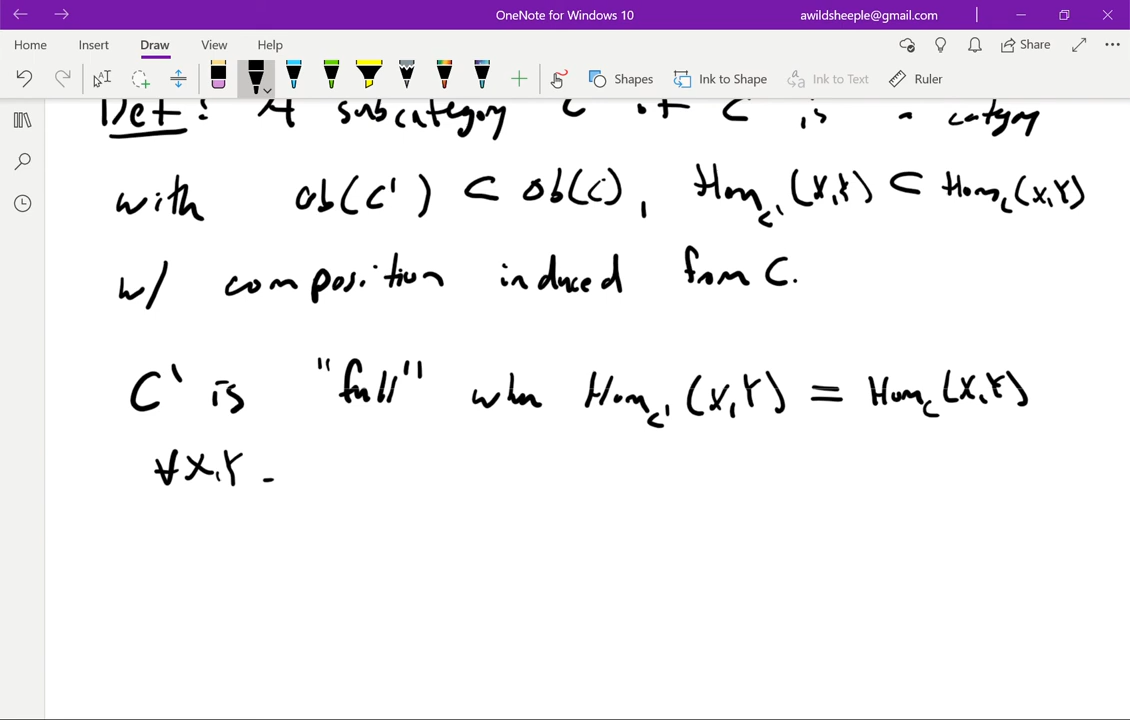 OneNote for Windows 10
awildsheeple@gmail.com
Home Insert Draw View Help
Share
Shapes
Ink to Shape
Ink to Text
Ruler
Def: A subcategory C' of C is a category
with ob(C') ⊂ ob(C), Hom_C'(X,Y) ⊂ Hom_C(X,Y)
w/ composition induced from C.
C' is "full" when Hom_C'(X,Y) = Hom_C(X,Y)
∀X,Y.